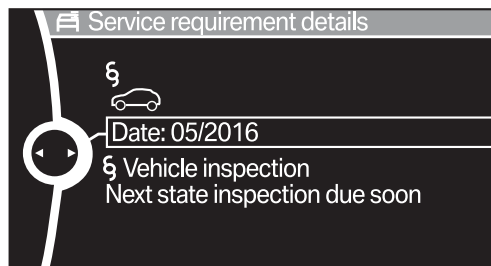 Service requirement details
§
Date: 05/2016
§ Vehicle inspection
Next state inspection due soon